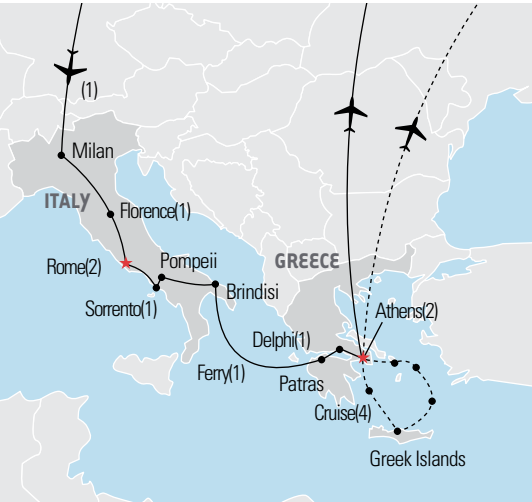 (1)
Milan
ITALY
Florence(1)
Rome(2)
Pompeii
GREECE
Sorrento(1)
Brindisi
Athens(2)
Delphi(1)
Ferry(1)
Patras
Cruise(4)
Greek Islands